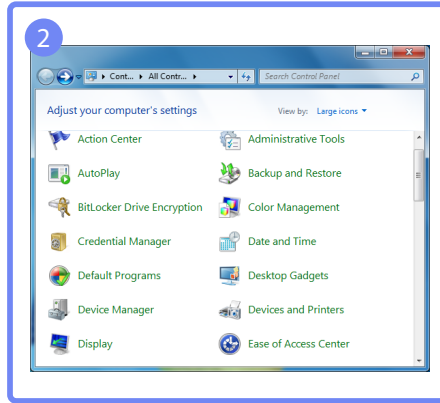 2
Cont... All Contr...
Search Control Panel
Adjust your computer's settings
View by: Large icons
Action Center
Administrative Tools
AutoPlay
Backup and Restore
BitLocker Drive Encryption
Color Management
Credential Manager
Date and Time
Default Programs
Desktop Gadgets
Device Manager
Devices and Printers
Display
Ease of Access Center